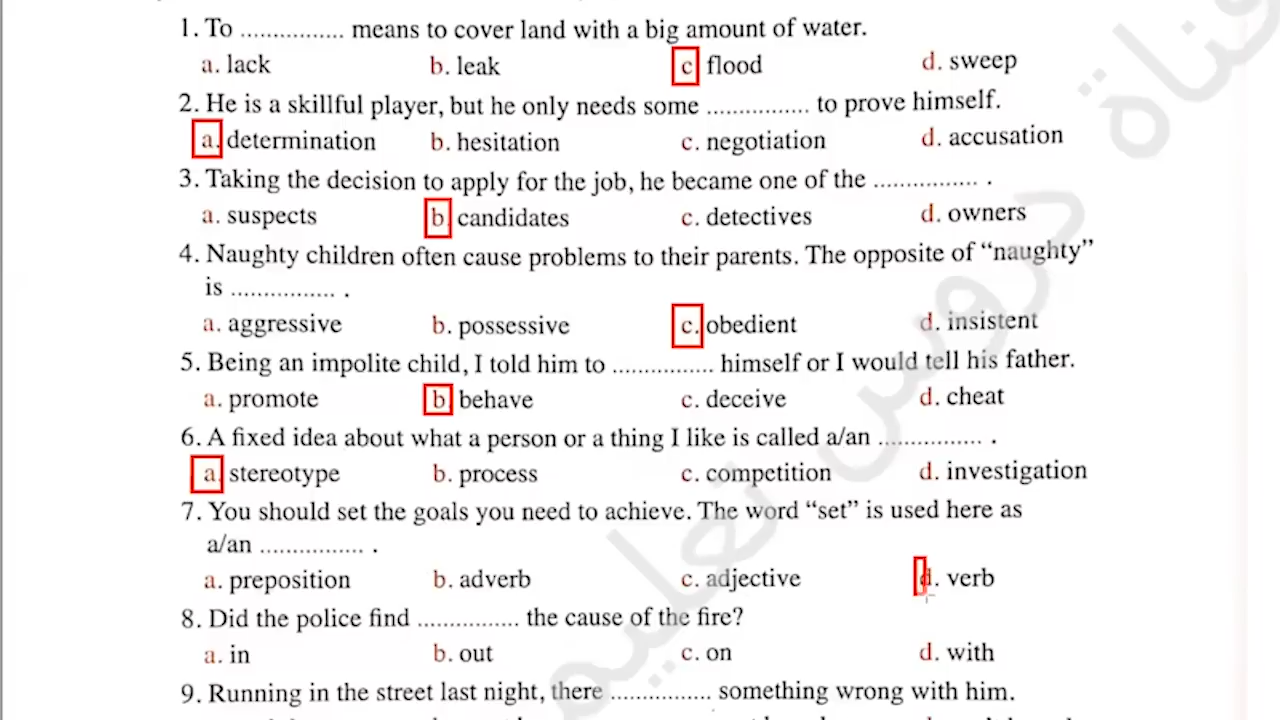 1. To ................ means to cover land with a big amount of water.
a. lack b. leak c flood d. sweep
2. He is a skillful player, but he only needs some ................ to prove himself.
a. determination b. hesitation c. negotiation d. accusation
3. Taking the decision to apply for the job, he became one of the ................ .
a. suspects b candidates c. detectives d. owners
4. Naughty children often cause problems to their parents. The opposite of “naughty”
is ................ .
a. aggressive b. possessive c. obedient d. insistent
5. Being an impolite child, I told him to ................ himself or I would tell his father.
a. promote b behave c. deceive d. cheat
6. A fixed idea about what a person or a thing I like is called a/an ................ .
a stereotype b. process c. competition d. investigation
7. You should set the goals you need to achieve. The word “set” is used here as
a/an ................ .
a. preposition b. adverb c. adjective d. verb
8. Did the police find ................ the cause of the fire?
a. in b. out c. on d. with
9. Running in the street last night, there ................ something wrong with him.
قناة دروس تعليم